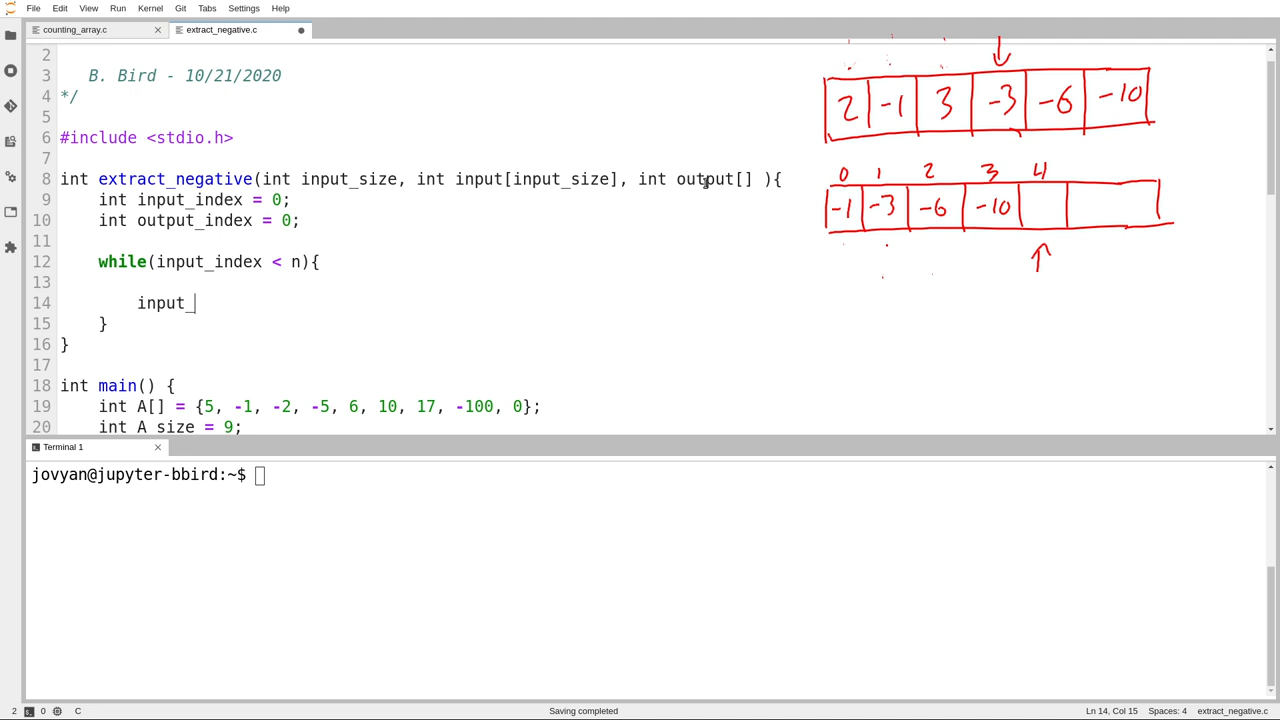 File Edit View Run Kernel Git Tabs Settings Help
counting_array.c extract_negative.c
2
3 B. Bird - 10/21/2020
4 */
5
6 #include <stdio.h>
7
8 int extract_negative(int input_size, int input[input_size], int output[] ){
9 int input_index = 0;
10 int output_index = 0;
11
12 while(input_index < n){
13
14 input_
15 }
16 }
17
18 int main() {
19 int A[] = {5, -1, -2, -5, 6, 10, 17, -100, 0};
20 int A_size = 9;
2 -1 3 -3 -6 -10
0 1 2 3 4
-1 -3 -6 -10
Terminal 1
jovyan@jupyter-bbird:~$
2 0 C Saving completed Ln 14, Col 15 Spaces: 4 extract_negative.c